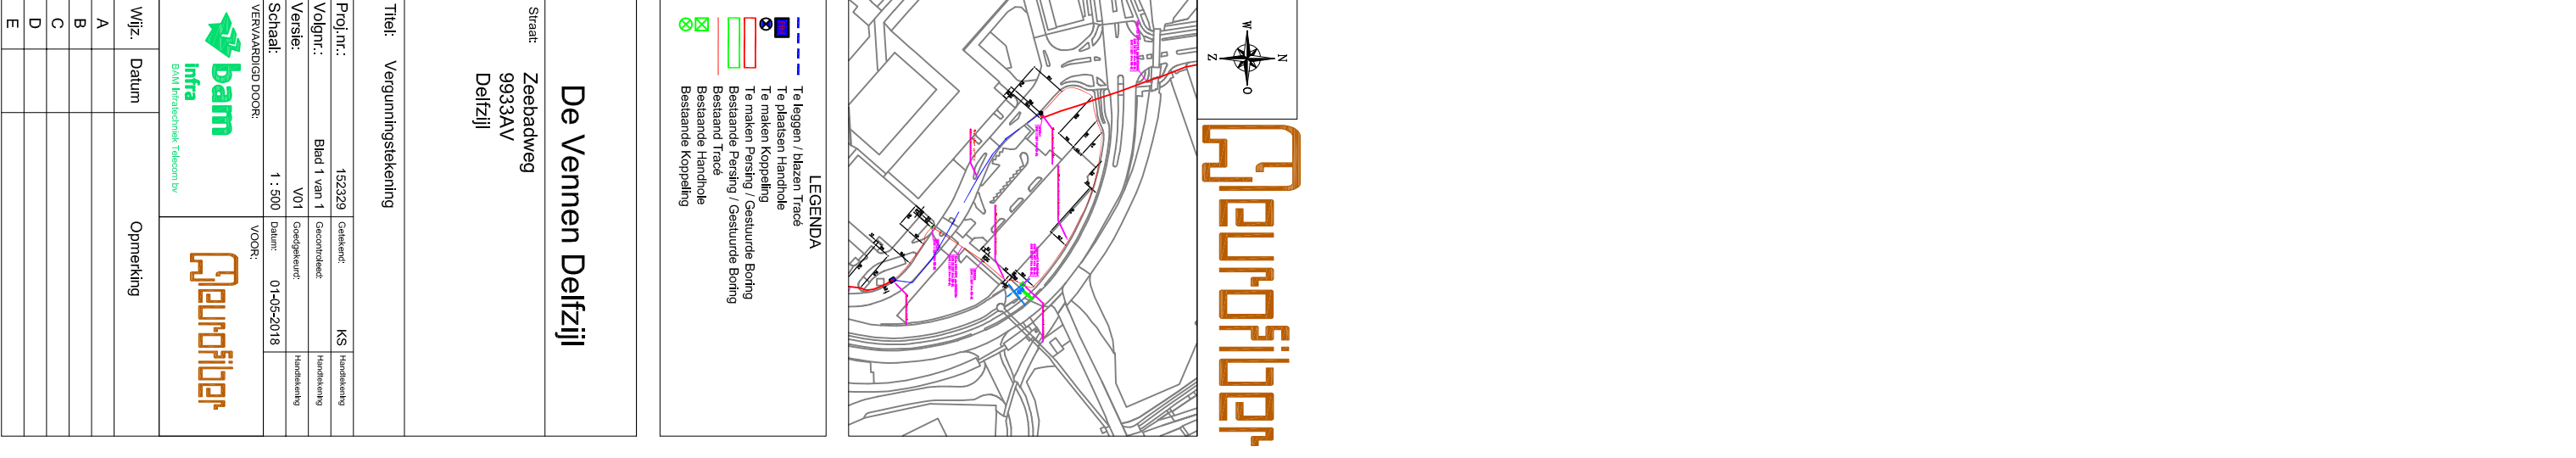 N
W
O
Z
eurofiber
LEGENDA
Te leggen / blazen Tracé
Te plaatsen Handhole
Te maken Koppeling
Te maken Persing / Gestuurde Boring
Bestaande Persing / Gestuurde Boring
Bestaand Tracé
Bestaande Handhole
Bestaande Koppeling
De Vennen Delfzijl
Straat: Zeebadweg
9933AV
Delfzijl
Titel: Vergunningstekening
Proj.nr.: 152329 Getekend: KS Handtekening
Volgnr.: Blad 1 van 1 Gecontroleed: Handtekening
Versie: V01 Goedgekeurd: Handtekening
Schaal: 1 : 500 Datum: 01-05-2018
VERVAARDIGD DOOR: VOOR:
bam
infra
BAM Infratechniek Telecom bv
eurofiber
Wijz. Datum Opmerking
A
B
C
D
E